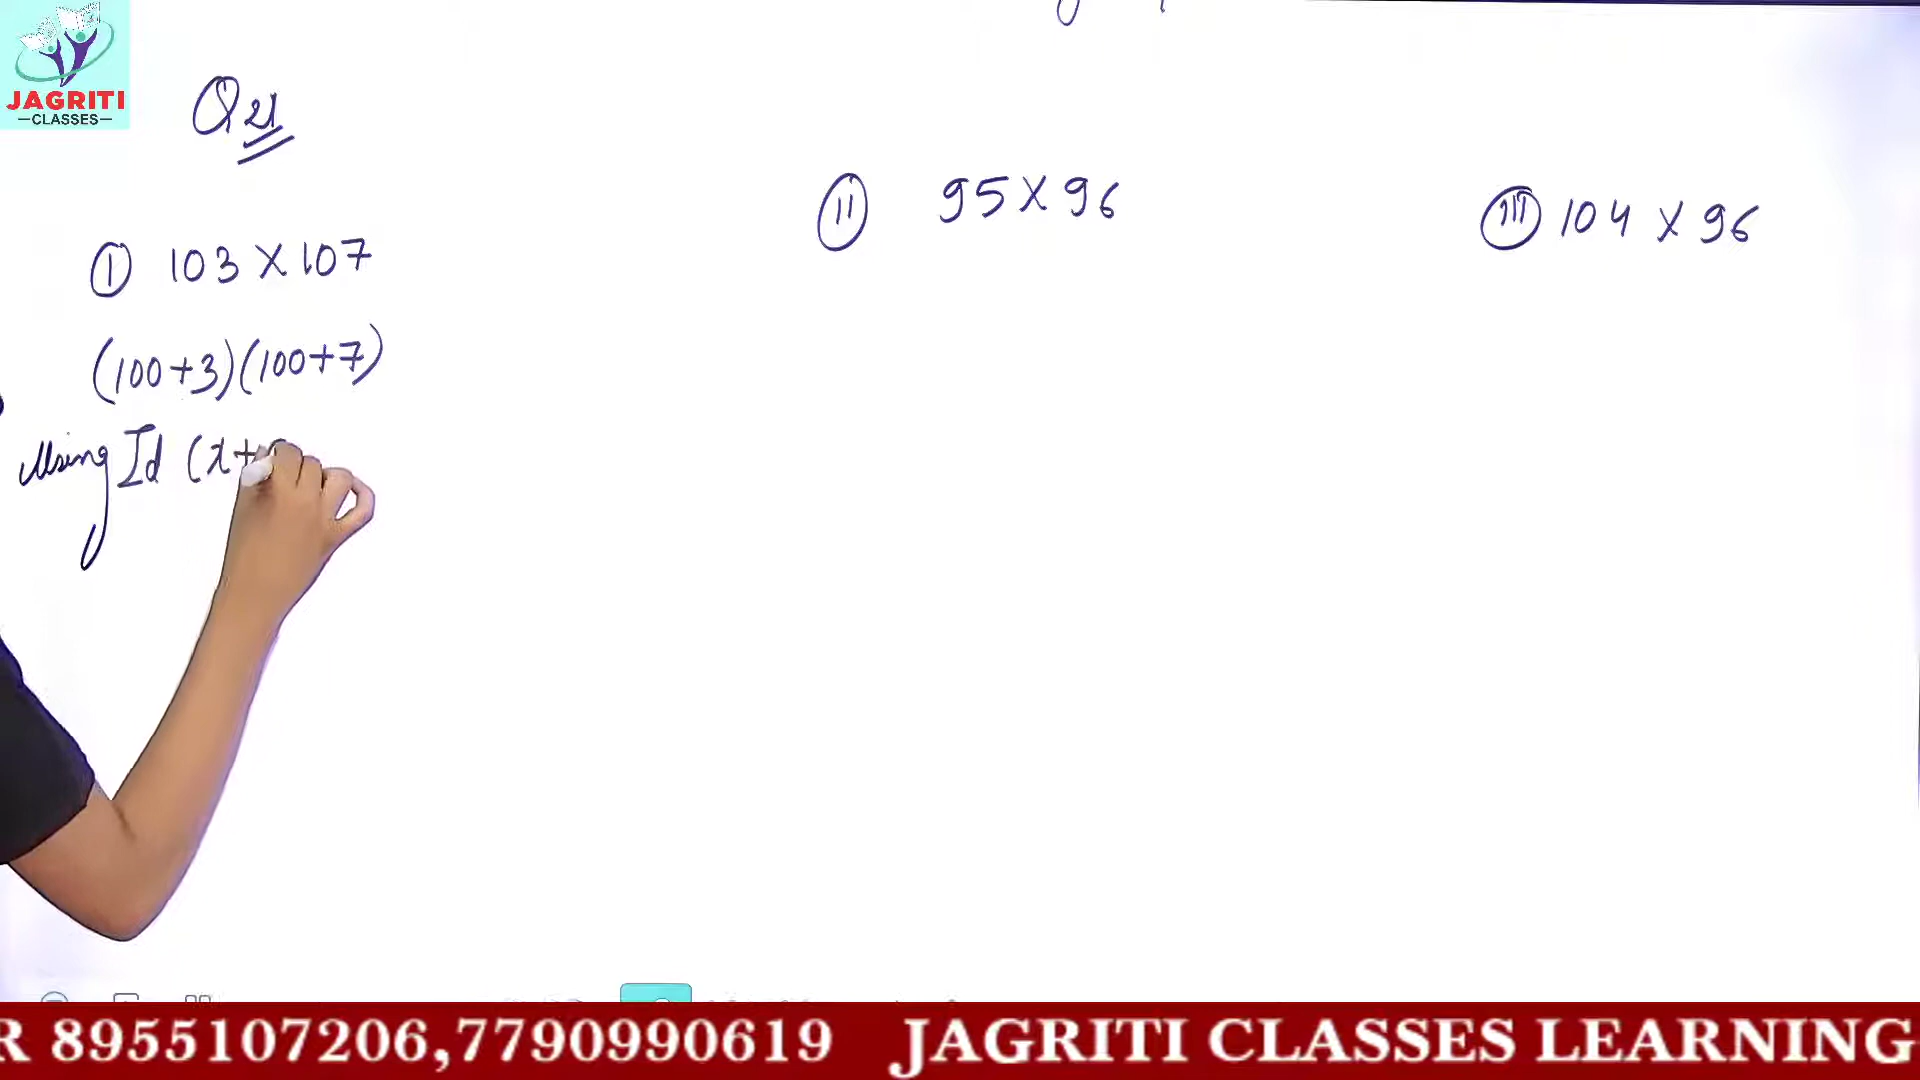 JAGRITI
—CLASSES—
Q 21
(I) 103 X 107
(100+3)(100+7)
Using Id (x+
(II) 95 X 96
(III) 104 X 96
R 8955107206,7790990619 JAGRITI CLASSES LEARNING